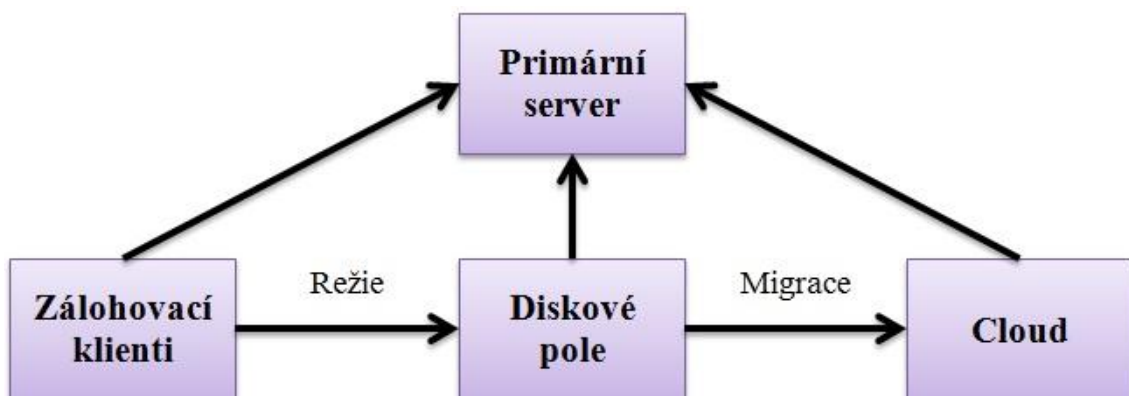 Primární
server
Režie
Migrace
Zálohovací
klienti
Diskové
pole
Cloud